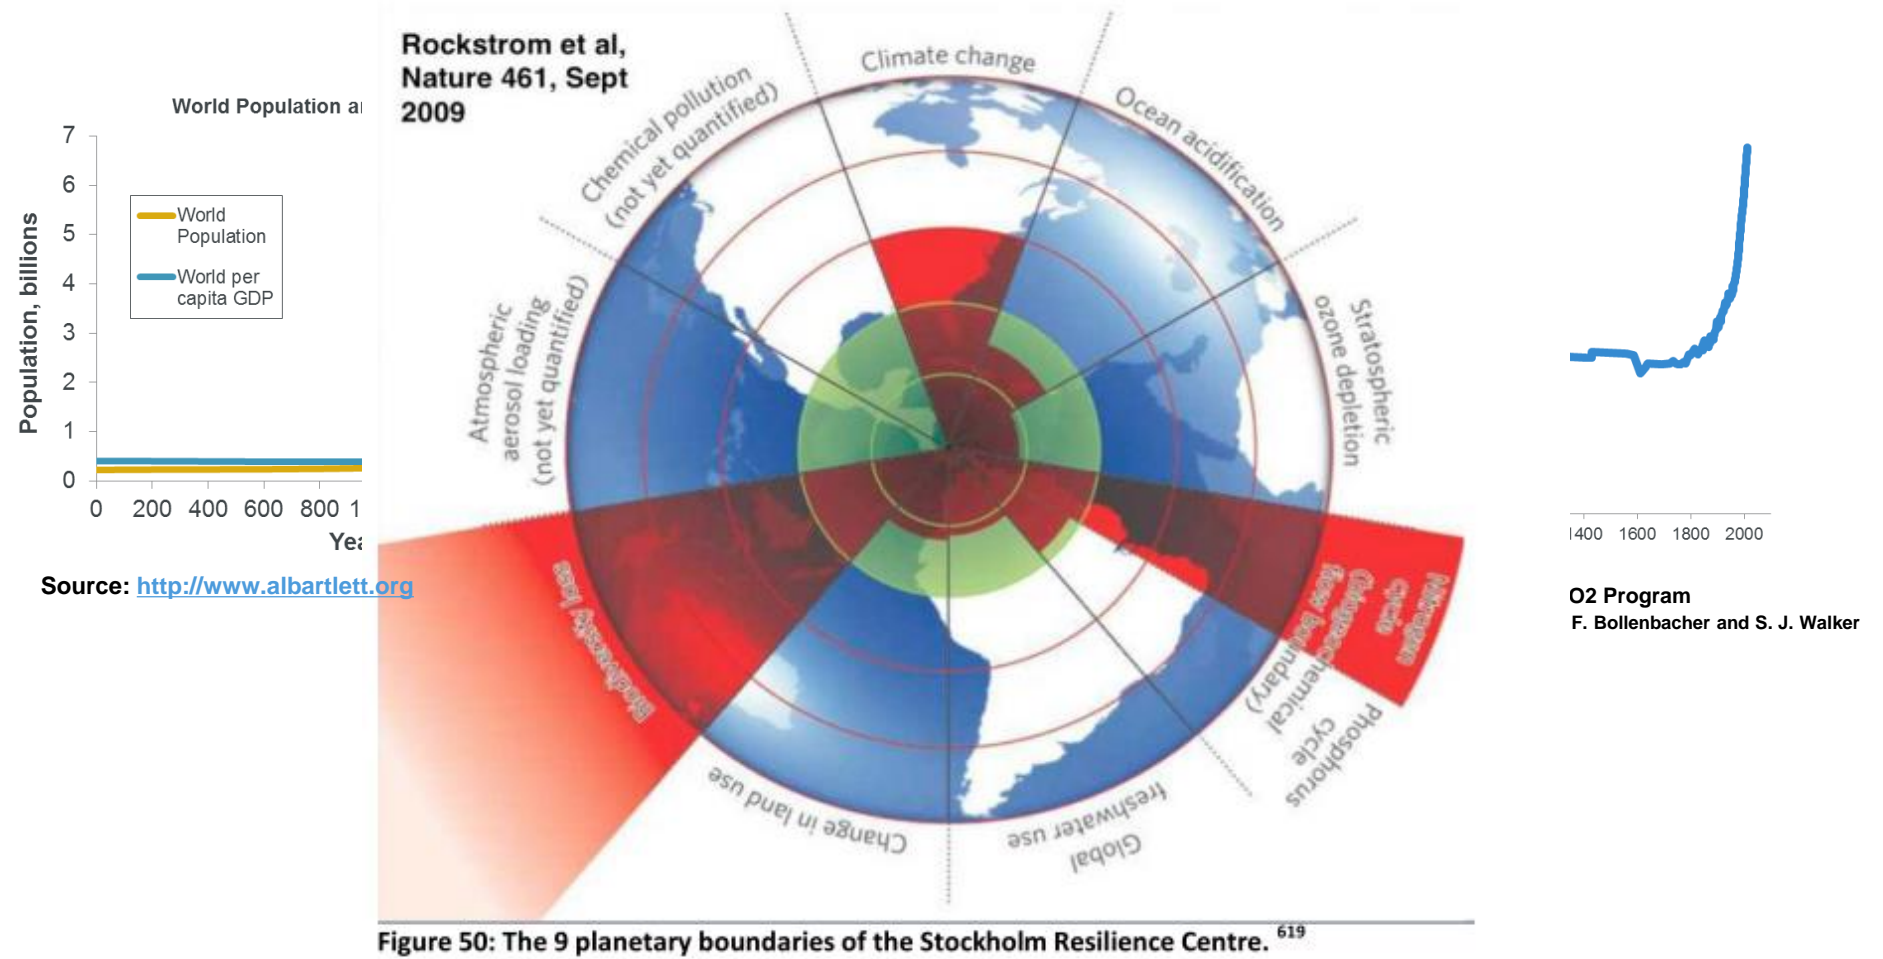 Rockstrom et al,
Nature 461, Sept
2009
World Population ar
7
6
5
4
3
2
1
0
Population, billions
World
Population
World per
capita GDP
0 200 400 600 800 1
Yea
Source: http://www.albartlett.org
Climate change
Ocean acidification
Stratospheric
ozone depletion
Nitrogen
cycle
(biogeochemical
flow boundary)
Phosphorus
cycle
Global
freshwater use
Change in land use
Biodiversity loss
Atmospheric
aerosol loading
(not yet quantified)
Chemical pollution
(not yet quantified)
1400 1600 1800 2000
O2 Program
F. Bollenbacher and S. J. Walker
Figure 50: The 9 planetary boundaries of the Stockholm Resilience Centre. 619